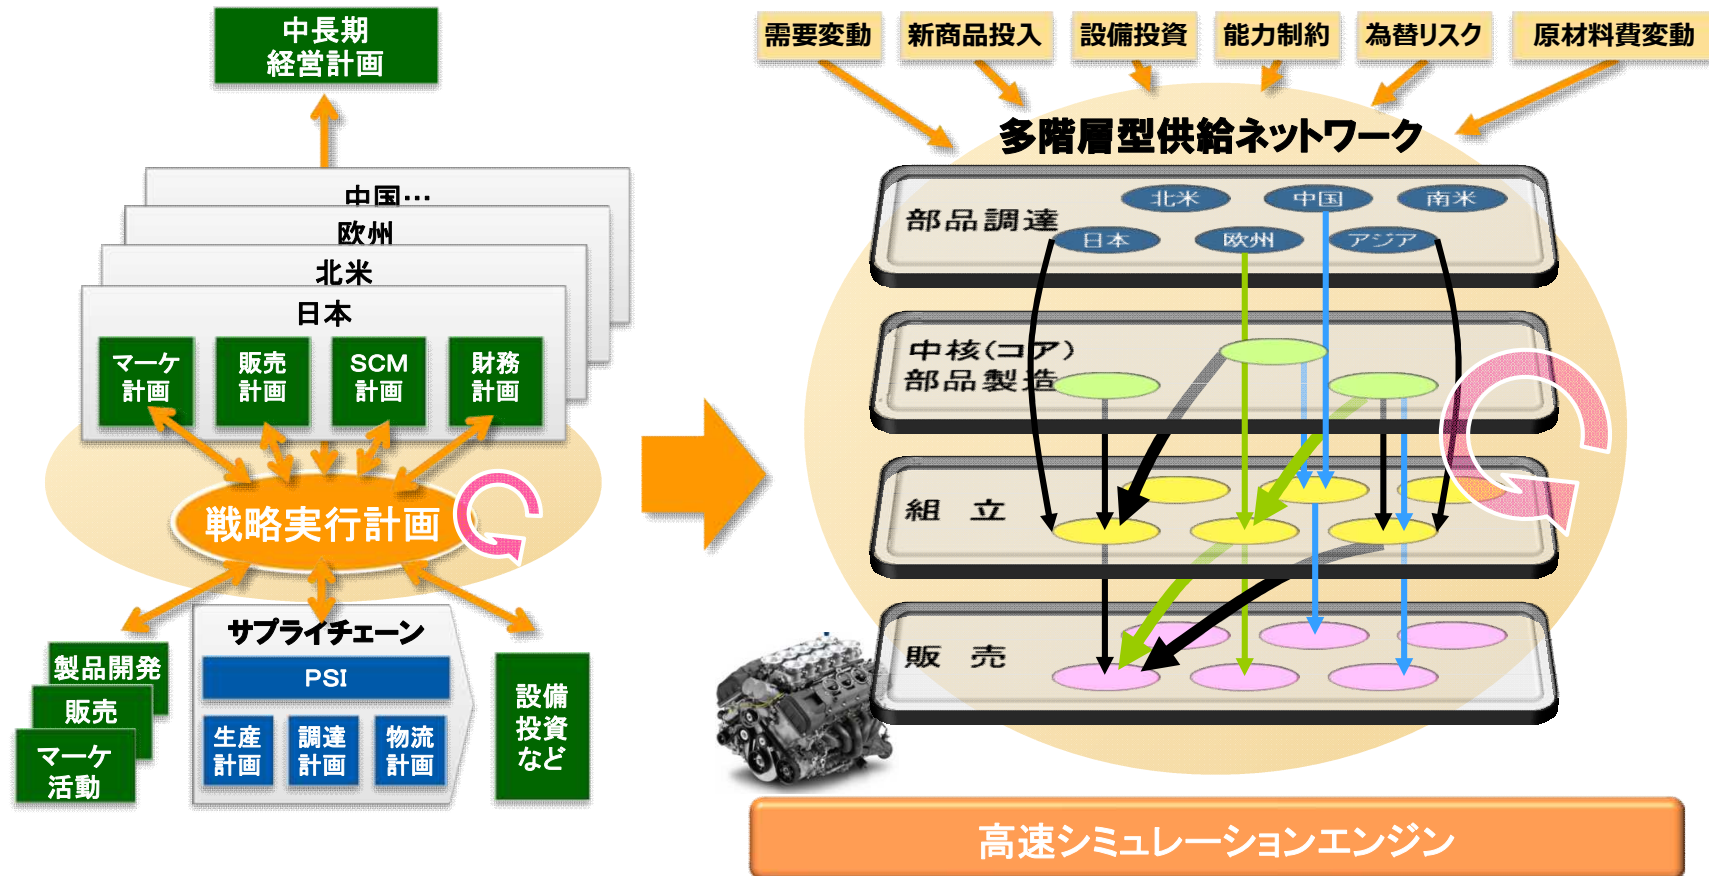 中長期
経営計画
中国…
欧州
北米
日本
マーケ
計画
販売
計画
SCM
計画
財務
計画
戦略実行計画
製品開発
販売
マーケ
活動
サプライチェーン
PSI
生産
計画
調達
計画
物流
計画
設備
投資
など
需要変動
新商品投入
設備投資
能力制約
為替リスク
原材料費変動
多階層型供給ネットワーク
部品調達
北米
中国
南米
日本
欧州
アジア
中核(コア)
部品製造
組 立
販 売
高速シミュレーションエンジン